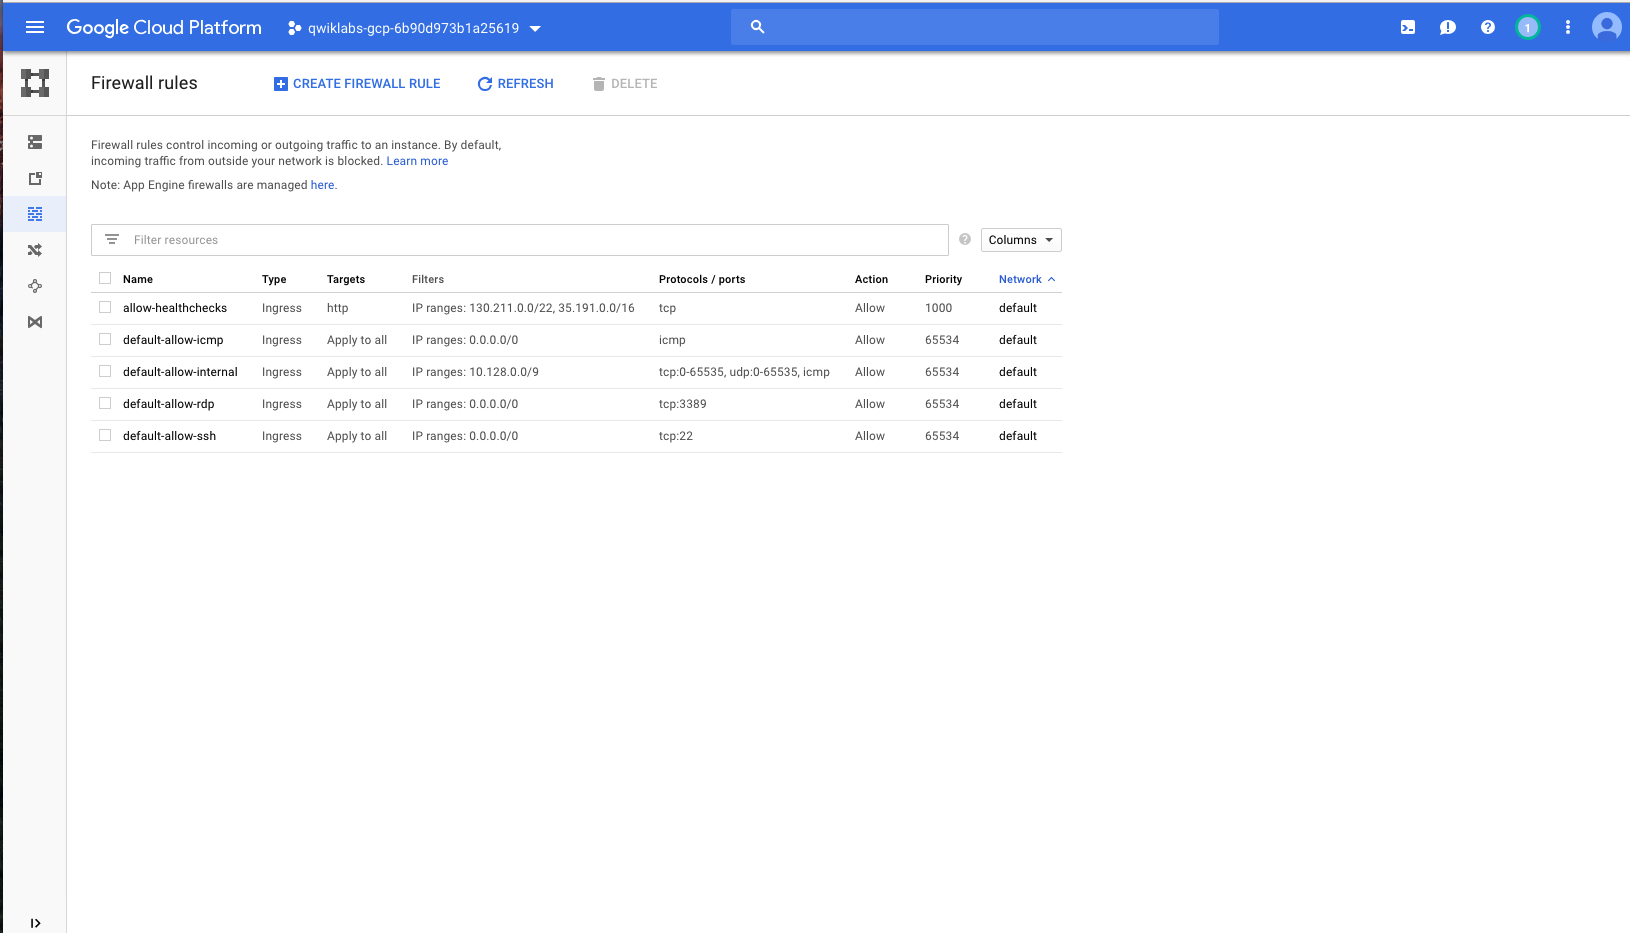 Google Cloud Platform qwiklabs-gcp-6b90d973b1a25619 1
Firewall rules CREATE FIREWALL RULE REFRESH DELETE
Firewall rules control incoming or outgoing traffic to an instance. By default,
incoming traffic from outside your network is blocked. Learn more
Note: App Engine firewalls are managed here.
Filter resources Columns
Name Type Targets Filters Protocols / ports Action Priority Network
allow-healthchecks Ingress http IP ranges: 130.211.0.0/22, 35.191.0.0/16 tcp Allow 1000 default
default-allow-icmp Ingress Apply to all IP ranges: 0.0.0.0/0 icmp Allow 65534 default
default-allow-internal Ingress Apply to all IP ranges: 10.128.0.0/9 tcp:0-65535, udp:0-65535, icmp Allow 65534 default
default-allow-rdp Ingress Apply to all IP ranges: 0.0.0.0/0 tcp:3389 Allow 65534 default
default-allow-ssh Ingress Apply to all IP ranges: 0.0.0.0/0 tcp:22 Allow 65534 default